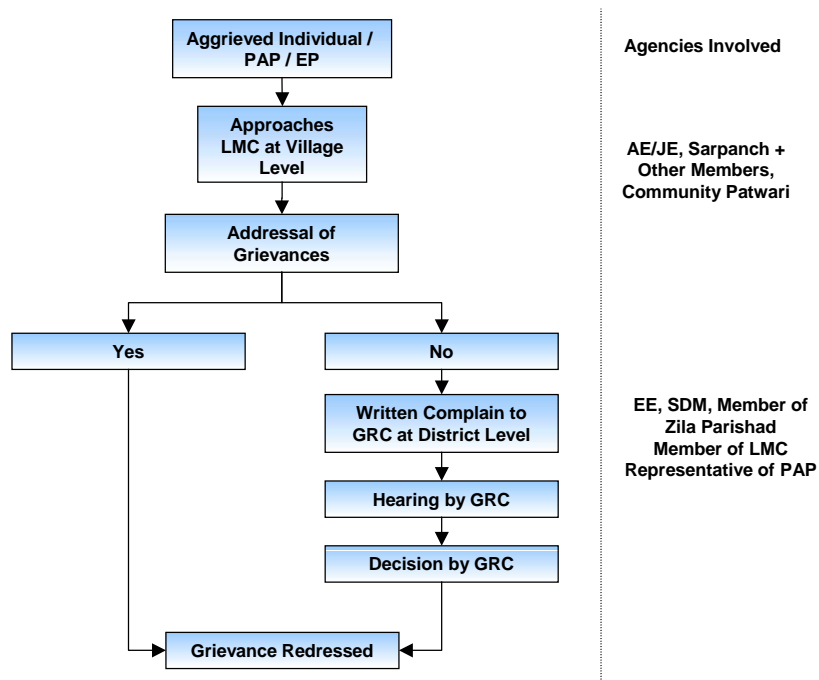 Aggrieved Individual /
PAP / EP
Agencies Involved
Approaches
LMC at Village
Level
AE/JE, Sarpanch +
Other Members,
Community Patwari
Addressal of
Grievances
Yes
No
Written Complain to
GRC at District Level
EE, SDM, Member of
Zila Parishad
Member of LMC
Representative of PAP
Hearing by GRC
Decision by GRC
Grievance Redressed